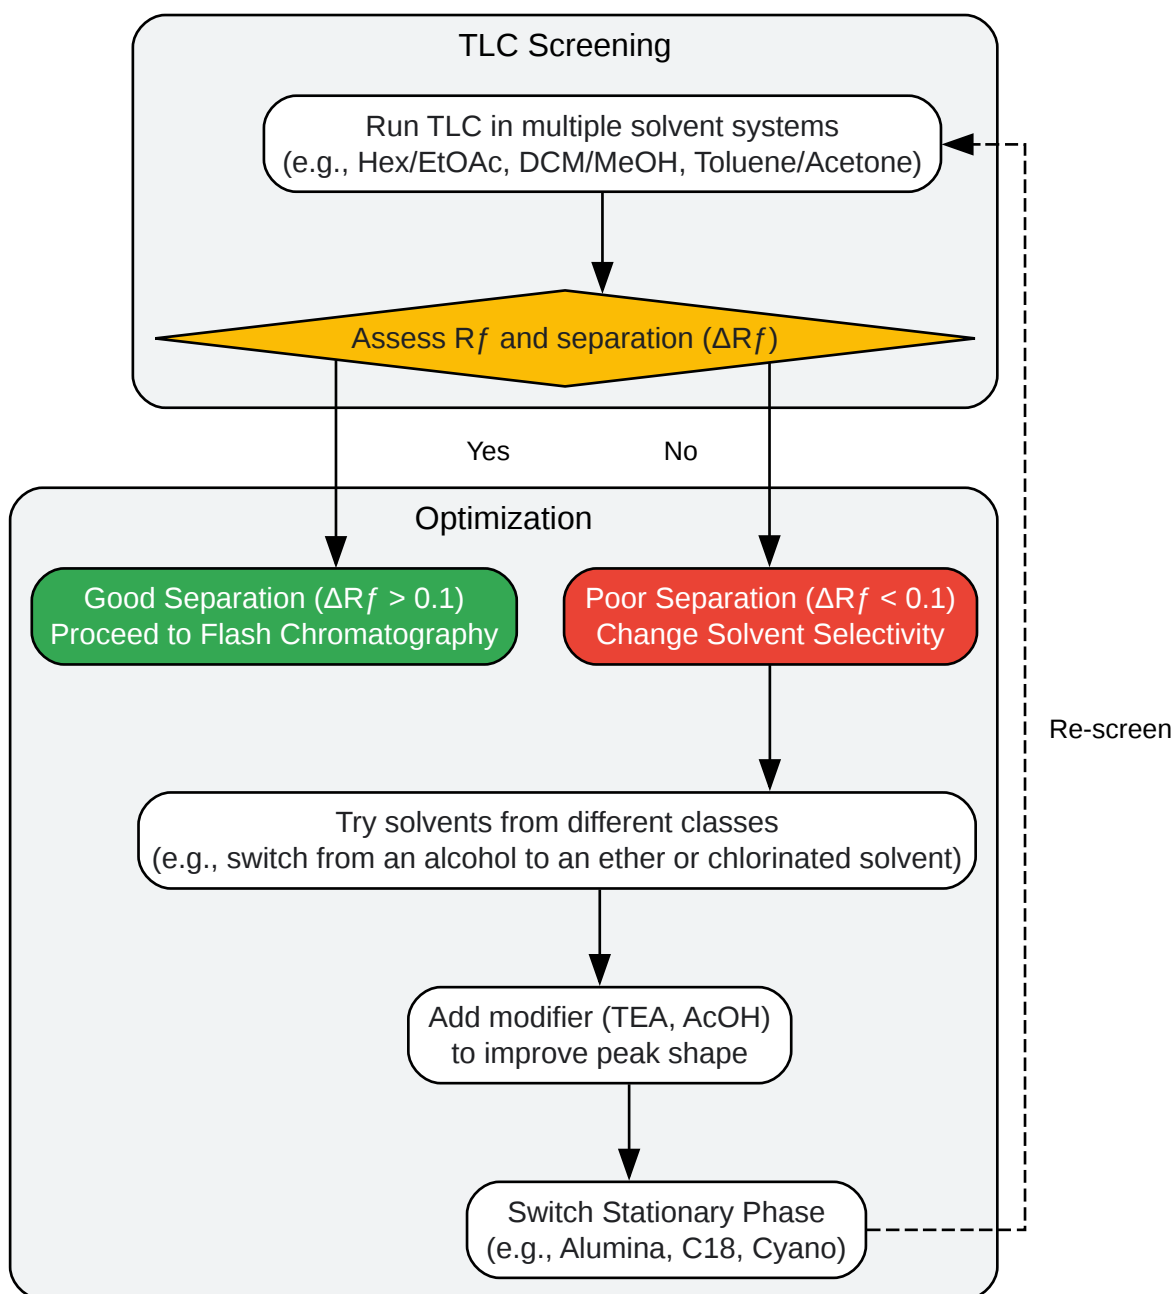 TLC Screening
Run TLC in multiple solvent systems
(e.g., Hex/EtOAc, DCM/MeOH, Toluene/Acetone)
Assess Rƒ and separation (ΔRƒ)
Yes
No
Optimization
Good Separation (ΔRƒ > 0.1)
Proceed to Flash Chromatography
Poor Separation (ΔRƒ < 0.1)
Change Solvent Selectivity
Re-screen
Try solvents from different classes
(e.g., switch from an alcohol to an ether or chlorinated solvent)
Add modifier (TEA, AcOH)
to improve peak shape
Switch Stationary Phase
(e.g., Alumina, C18, Cyano)